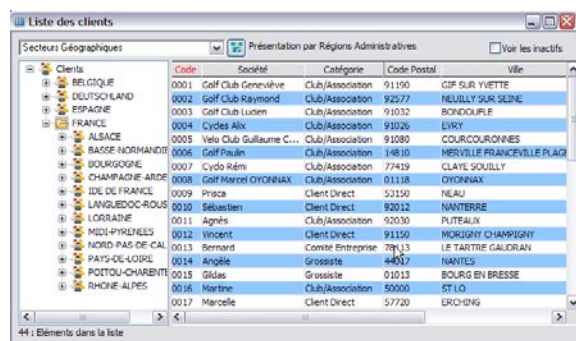 Liste des clients
Secteurs Géographiques
Présentation par Régions Administratives
Voir les inactifs
Clients
BELGIQUE
DEUTSCHLAND
ESPAGNE
FRANCE
ALSACE
BASSE-NORMANDIE
BOURGOGNE
CHAMPAGNE-ARDE
IDE DE FRANCE
LANGUEDOC-ROUS
LORRAINE
MIDI-PYRENEES
NORD-PAS-DE-CAL
PAYS-DE-LOIRE
POITOU-CHARENTE
RHONE-ALPES
Code Société Catégorie Code Postal Ville
0001 Golf Club Geneviève Club/Association 91190 GIF SUR YVETTE
0002 Golf Club Raymond Club/Association 92577 NEUILLY SUR SEINE
0003 Golf Club Lucien Club/Association 91032 BONDOUFLE
0004 Cycles Alix Club/Association 91026 EVRY
0005 Velo Club Guillaume C... Club/Association 91080 COURCOURONNES
0006 Golf Paulin Club/Association 14810 MERVILLE FRANCEVILLE PLAGE
0007 Cyclo Rémi Club/Association 77419 CLAYE SOUILLY
0008 Golf Marcel OYONNAX Club/Association 01118 OYONNAX
0009 Prisca Client Direct 53150 NEAU
0010 Sébastien Client Direct 92012 NANTERRE
0011 Agnès Club/Association 92030 PUTEAUX
0012 Vincent Client Direct 91150 MORIGNY CHAMPIGNY
0013 Bernard Comité Entreprise LE TARTRE GAUDRAN
0014 Angèle Grossiste NANTES
0015 Gildas Grossiste 01013 BOURG EN BRESSE
0016 Martine Club/Association 50000 ST LO
0017 Marcelle Client Direct 57720 ERCHING
44 : Eléments dans la liste